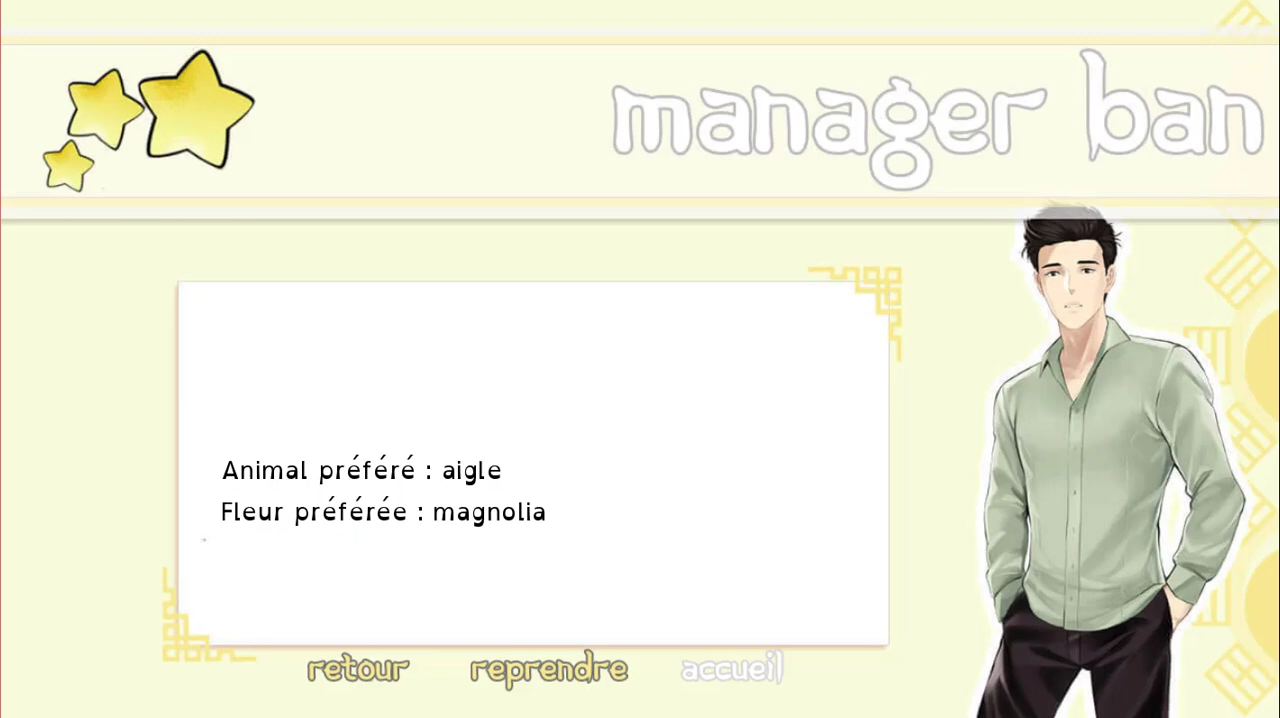 manager ban
Animal préféré : aigle
Fleur préférée : magnolia
retour reprendre accueil